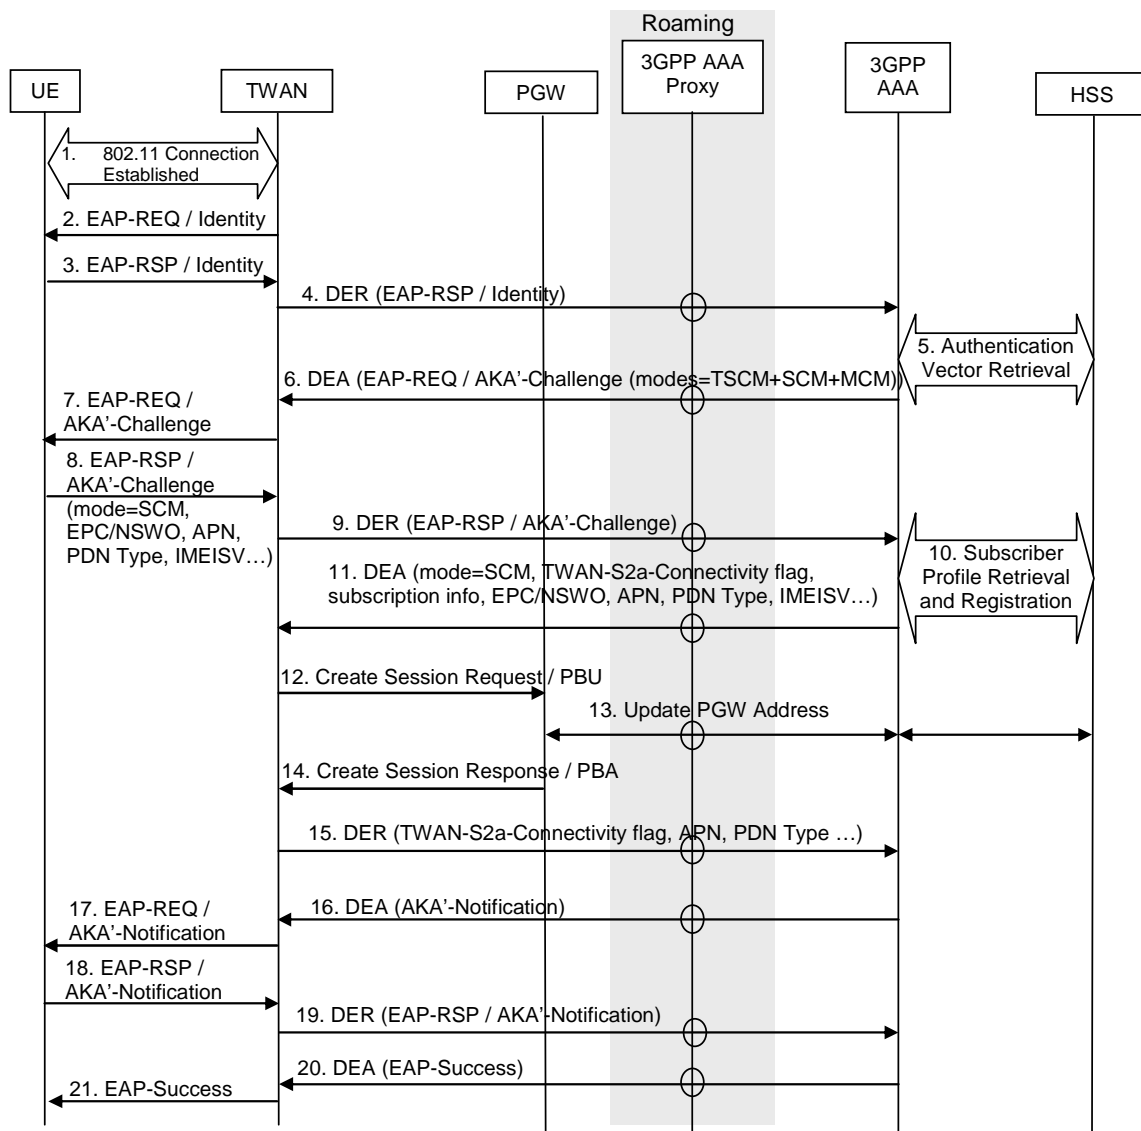 Roaming
UE
TWAN
PGW
3GPP AAA
Proxy
3GPP
AAA
HSS
1. 802.11 Connection
Established
2. EAP-REQ / Identity
3. EAP-RSP / Identity
4. DER (EAP-RSP / Identity)
5. Authentication
Vector Retrieval
6. DEA (EAP-REQ / AKA’-Challenge (modes=TSCM+SCM+MCM))
7. EAP-REQ /
AKA’-Challenge
8. EAP-RSP /
AKA’-Challenge
(mode=SCM,
EPC/NSWO, APN,
PDN Type, IMEISV…)
9. DER (EAP-RSP / AKA’-Challenge)
10. Subscriber
Profile Retrieval
and Registration
11. DEA (mode=SCM, TWAN-S2a-Connectivity flag,
subscription info, EPC/NSWO, APN, PDN Type, IMEISV…)
12. Create Session Request / PBU
13. Update PGW Address
14. Create Session Response / PBA
15. DER (TWAN-S2a-Connectivity flag, APN, PDN Type …)
16. DEA (AKA’-Notification)
17. EAP-REQ /
AKA’-Notification
18. EAP-RSP /
AKA’-Notification
19. DER (EAP-RSP / AKA’-Notification)
20. DEA (EAP-Success)
21. EAP-Success